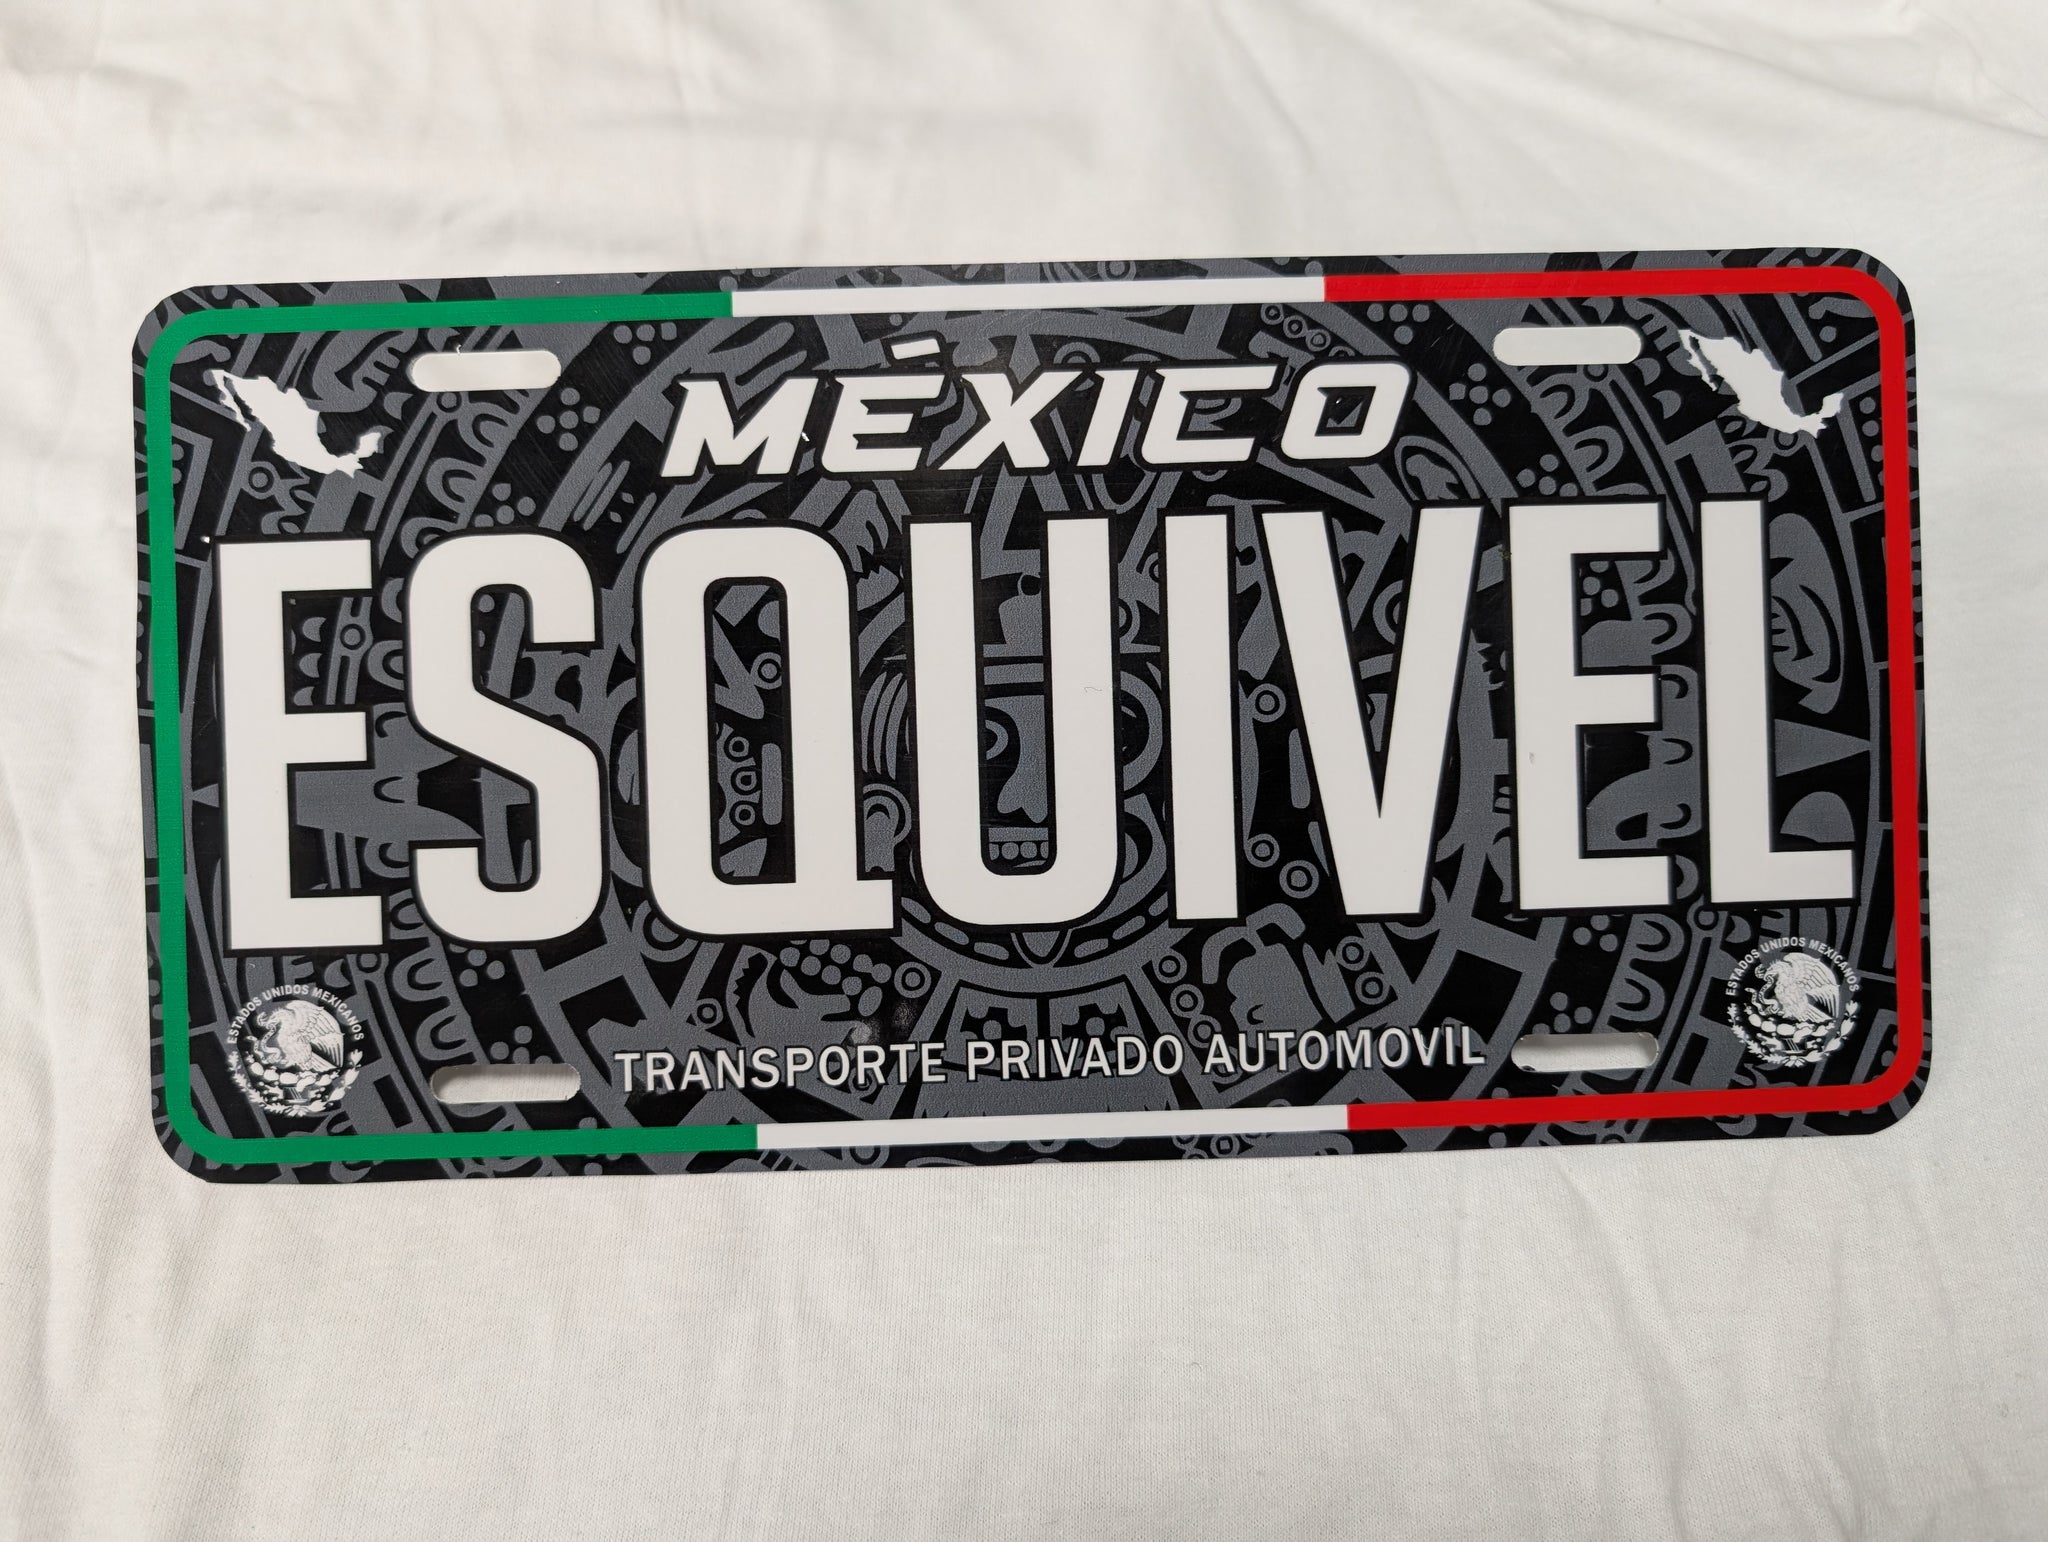 MÉXICO
ESQUIVEL
ESTADOS UNIDOS MEXICANOS
TRANSPORTE PRIVADO AUTOMOVIL
ESTADOS UNIDOS MEXICANOS